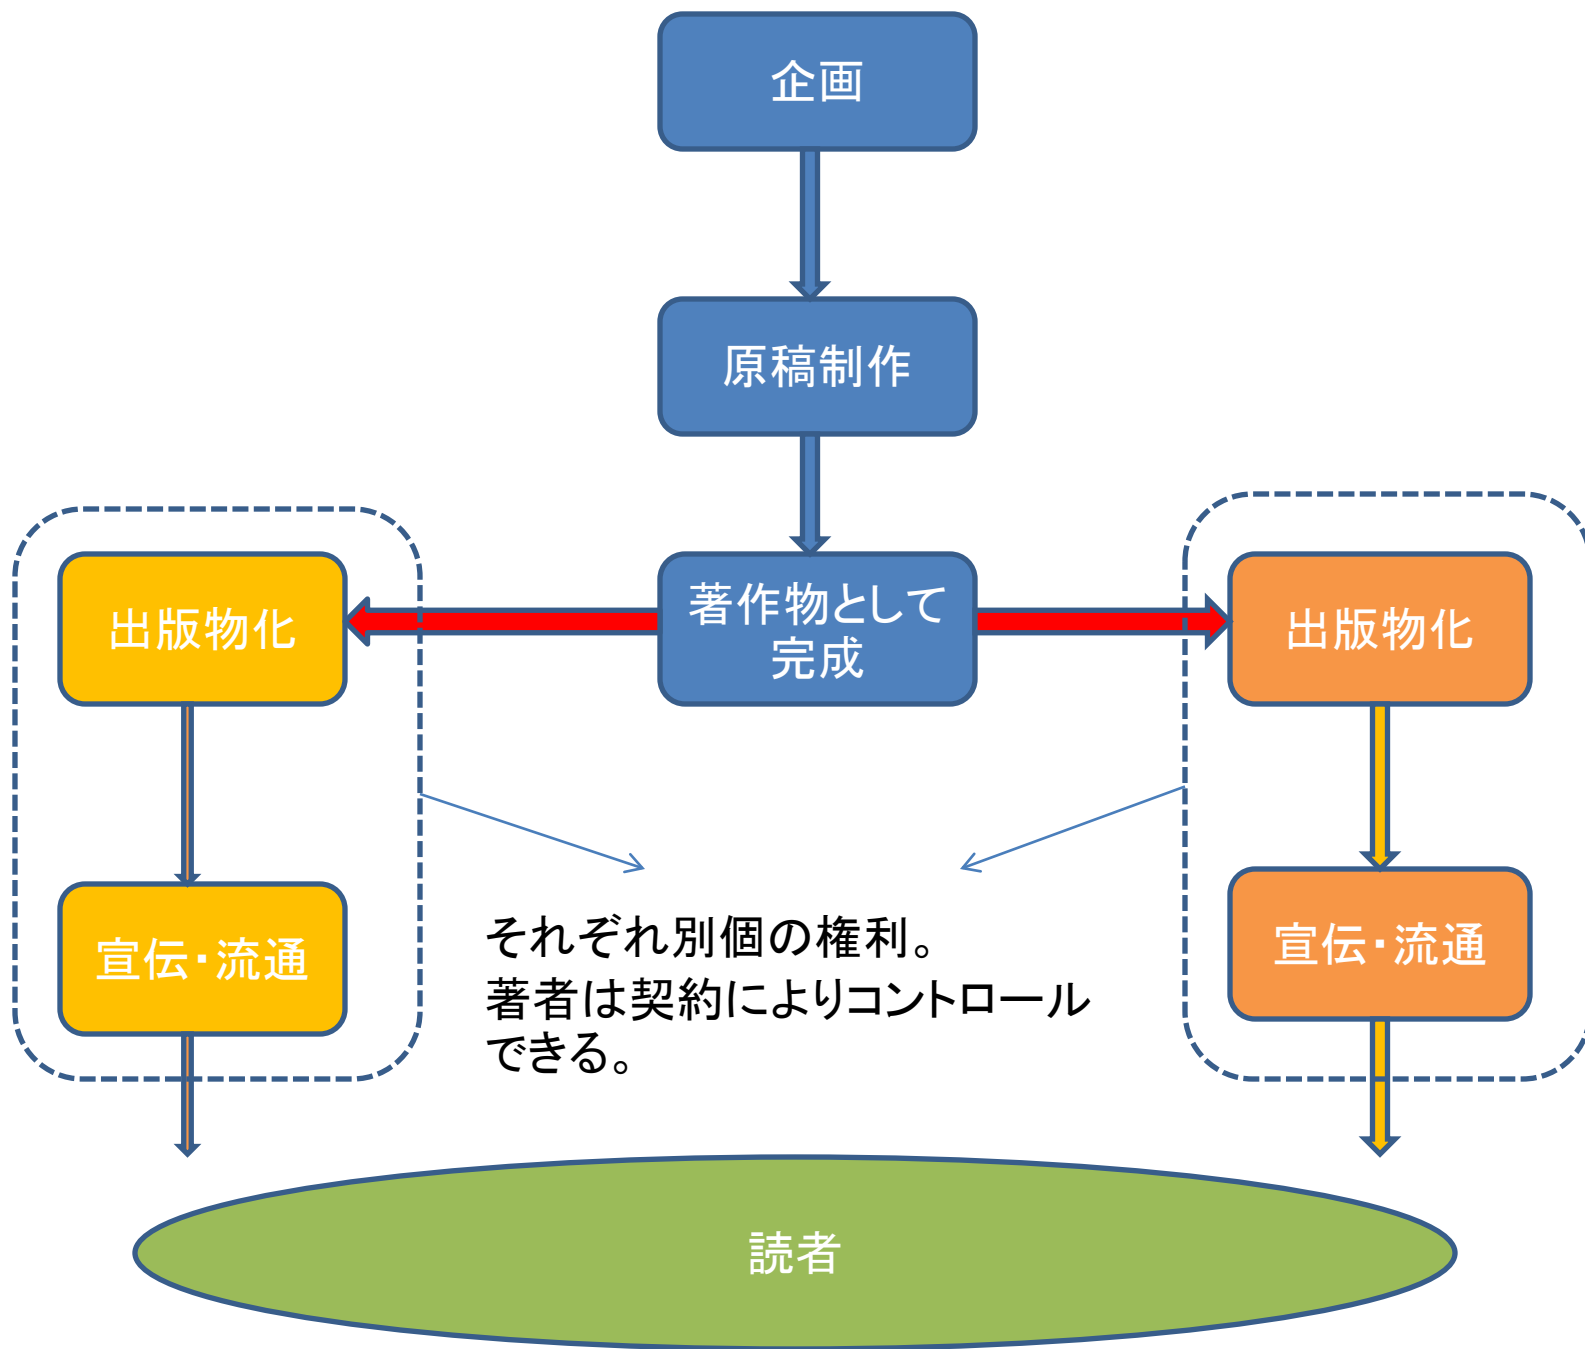 企画
原稿制作
著作物として
完成
出版物化
出版物化
宣伝・流通
宣伝・流通
それぞれ別個の権利。
著者は契約によりコントロール
できる。
読者